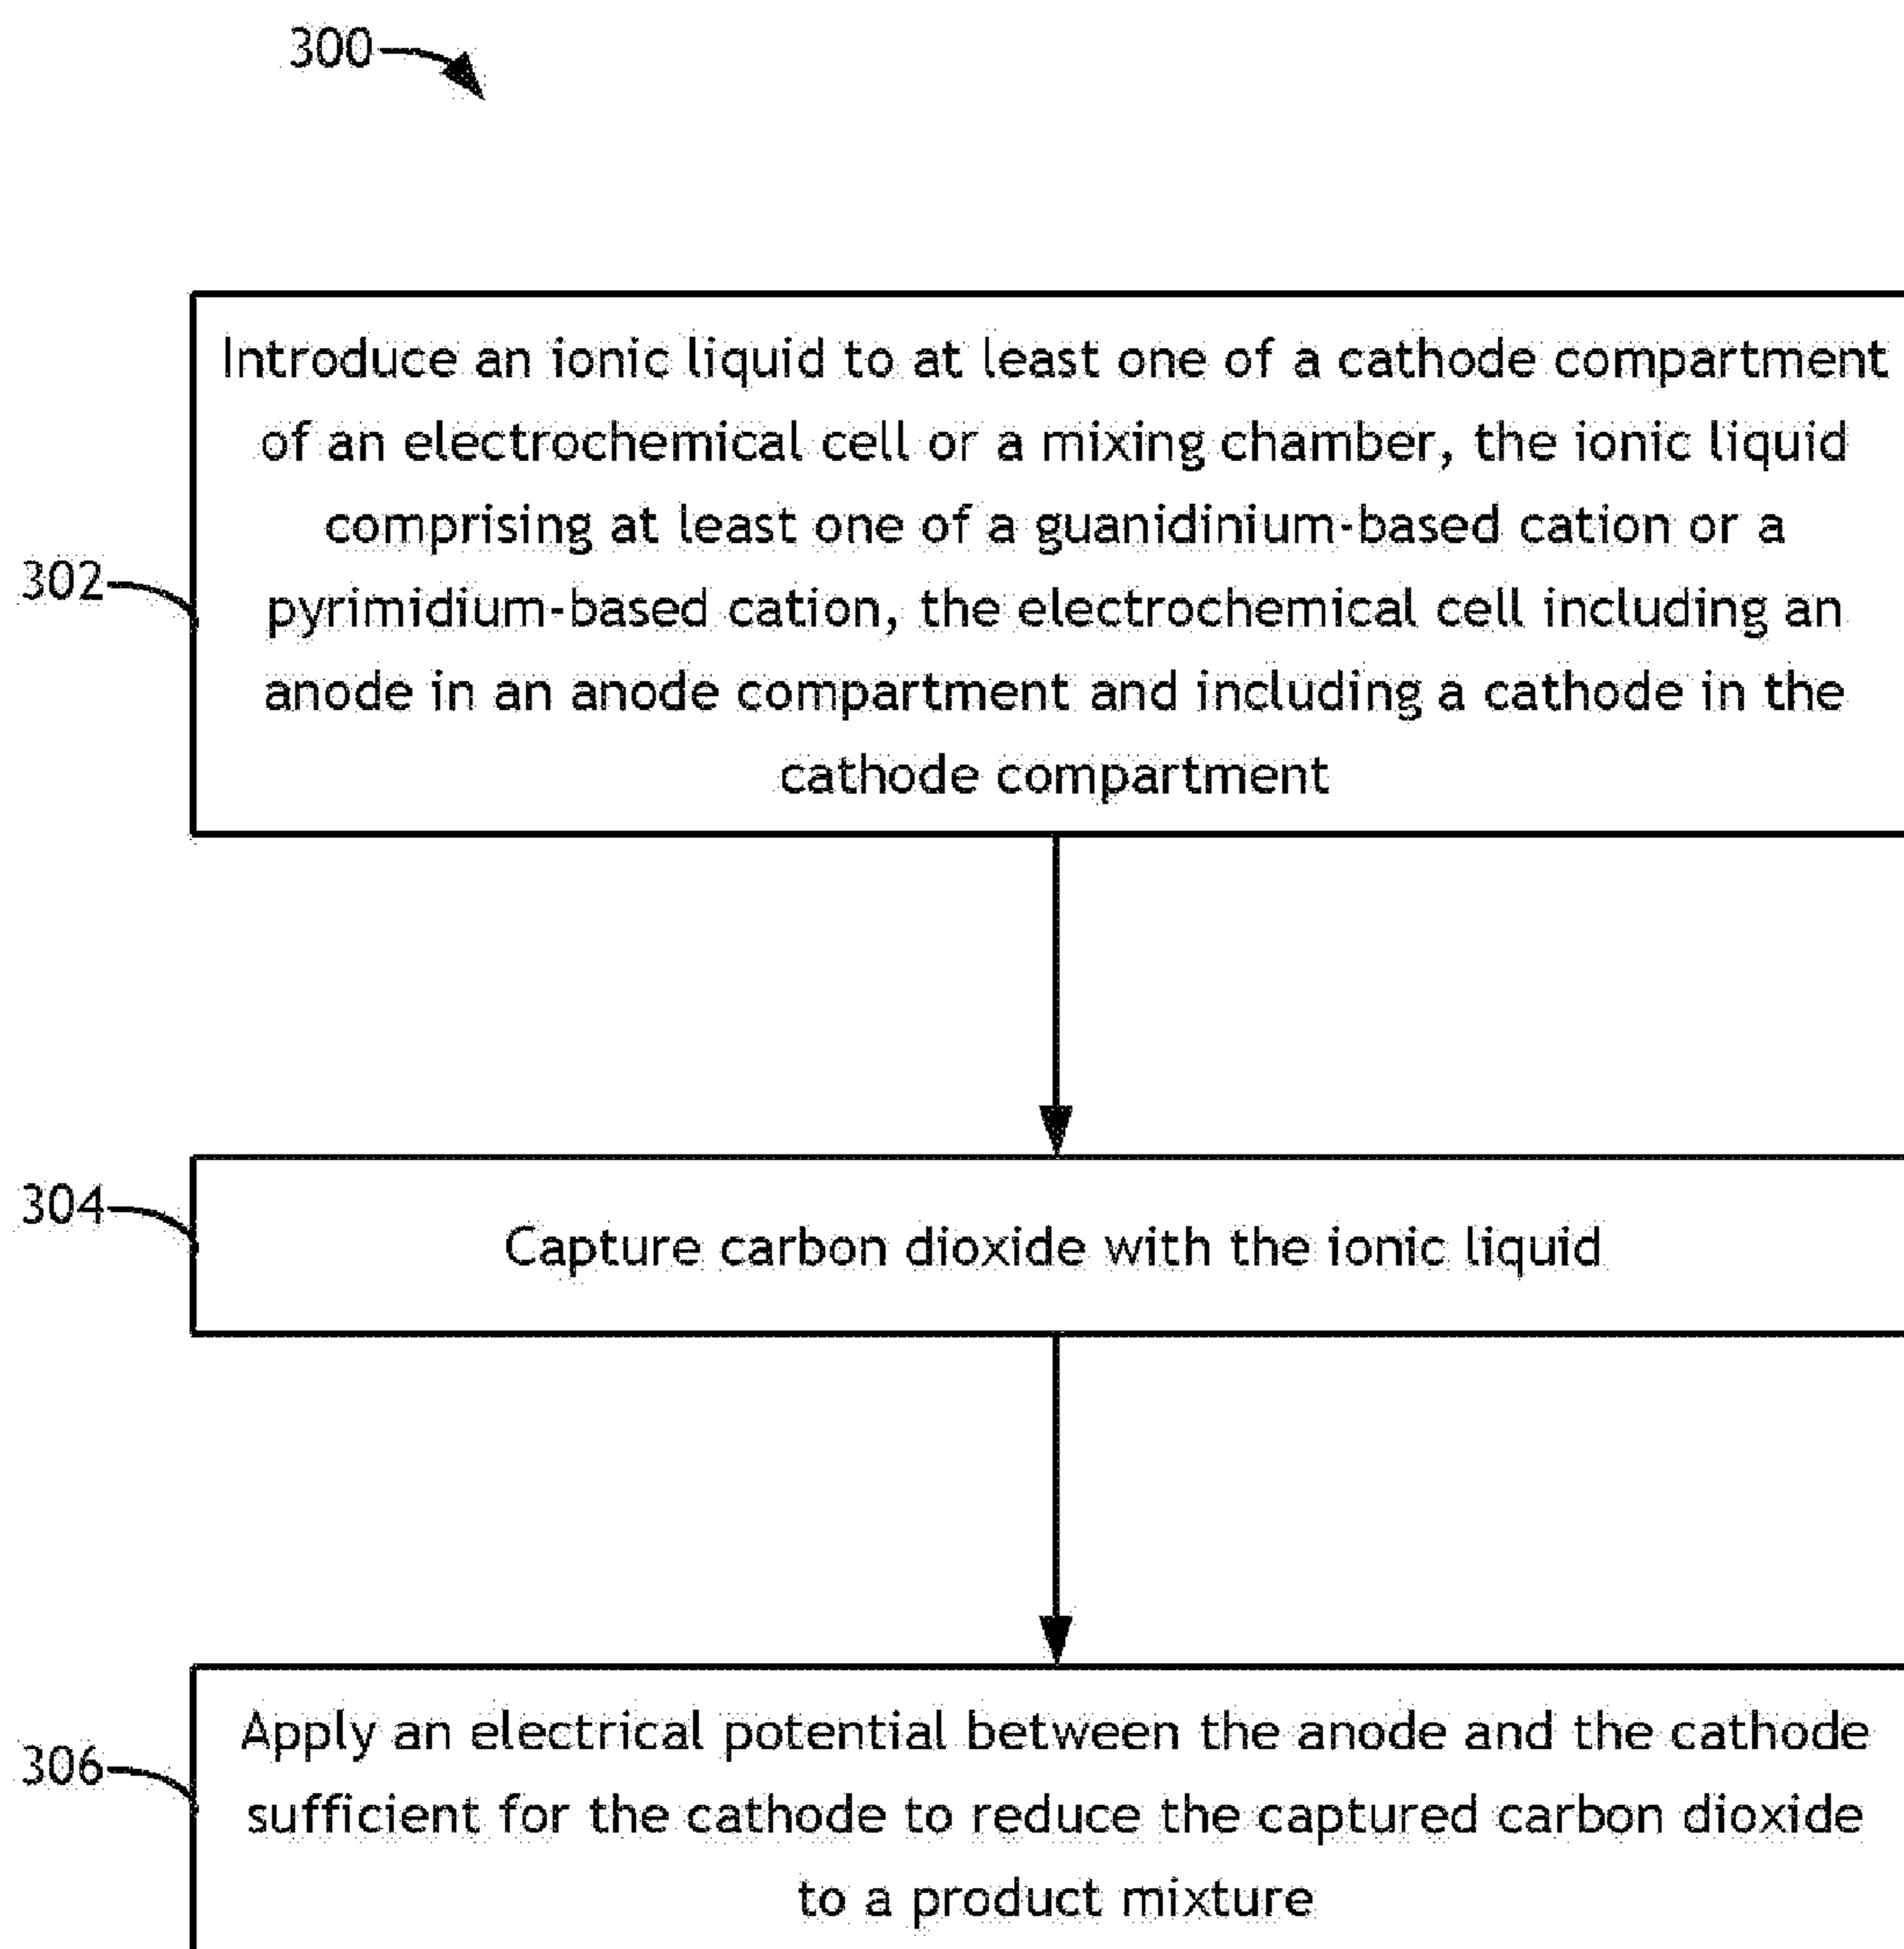 300
302
Introduce an ionic liquid to at least one of a cathode compartment
of an electrochemical cell or a mixing chamber, the ionic liquid
comprising at least one of a guanidinium-based cation or a
pyrimidium-based cation, the electrochemical cell including an
anode in an anode compartment and including a cathode in the
cathode compartment
304
Capture carbon dioxide with the ionic liquid
306
Apply an electrical potential between the anode and the cathode
sufficient for the cathode to reduce the captured carbon dioxide
to a product mixture